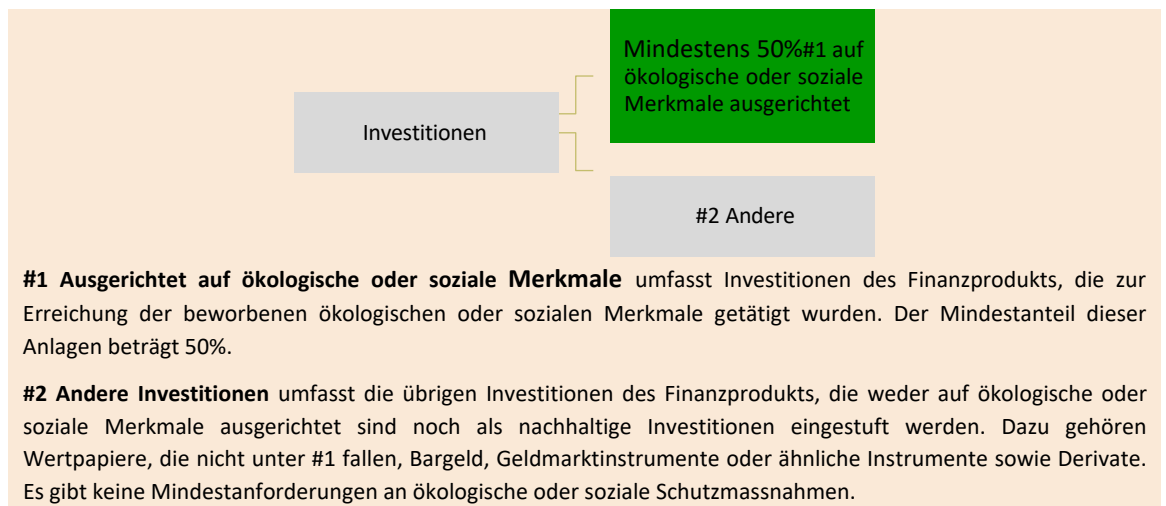 Mindestens 50%#1 auf
ökologische oder soziale
Merkmale ausgerichtet
Investitionen
#2 Andere
#1 Ausgerichtet auf ökologische oder soziale Merkmale umfasst Investitionen des Finanzprodukts, die zur
Erreichung der beworbenen ökologischen oder sozialen Merkmale getätigt wurden. Der Mindestanteil dieser
Anlagen beträgt 50%.
#2 Andere Investitionen umfasst die übrigen Investitionen des Finanzprodukts, die weder auf ökologische oder
soziale Merkmale ausgerichtet sind noch als nachhaltige Investitionen eingestuft werden. Dazu gehören
Wertpapiere, die nicht unter #1 fallen, Bargeld, Geldmarktinstrumente oder ähnliche Instrumente sowie Derivate.
Es gibt keine Mindestanforderungen an ökologische oder soziale Schutzmassnahmen.